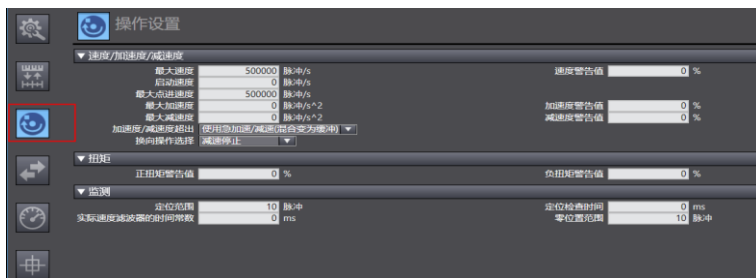 操作设置
▼ 速度/加速度/减速度
最大速度 500000 脉冲/s 速度警告值 0 %
启动速度 0 脉冲/s
最大点进速度 500000 脉冲/s
最大加速度 0 脉冲/s^2 加速度警告值 0 %
最大减速度 0 脉冲/s^2 减速度警告值 0 %
加速度/减速度超出 使用急加速/减速(混合变为缓冲) ▼
换向操作选择 减速停止 ▼
▼ 扭矩
正扭矩警告值 0 % 负扭矩警告值 0 %
▼ 监测
定位范围 10 脉冲 定位检查时间 0 ms
实际速度滤波器的时间常数 0 ms 零位置范围 10 脉冲